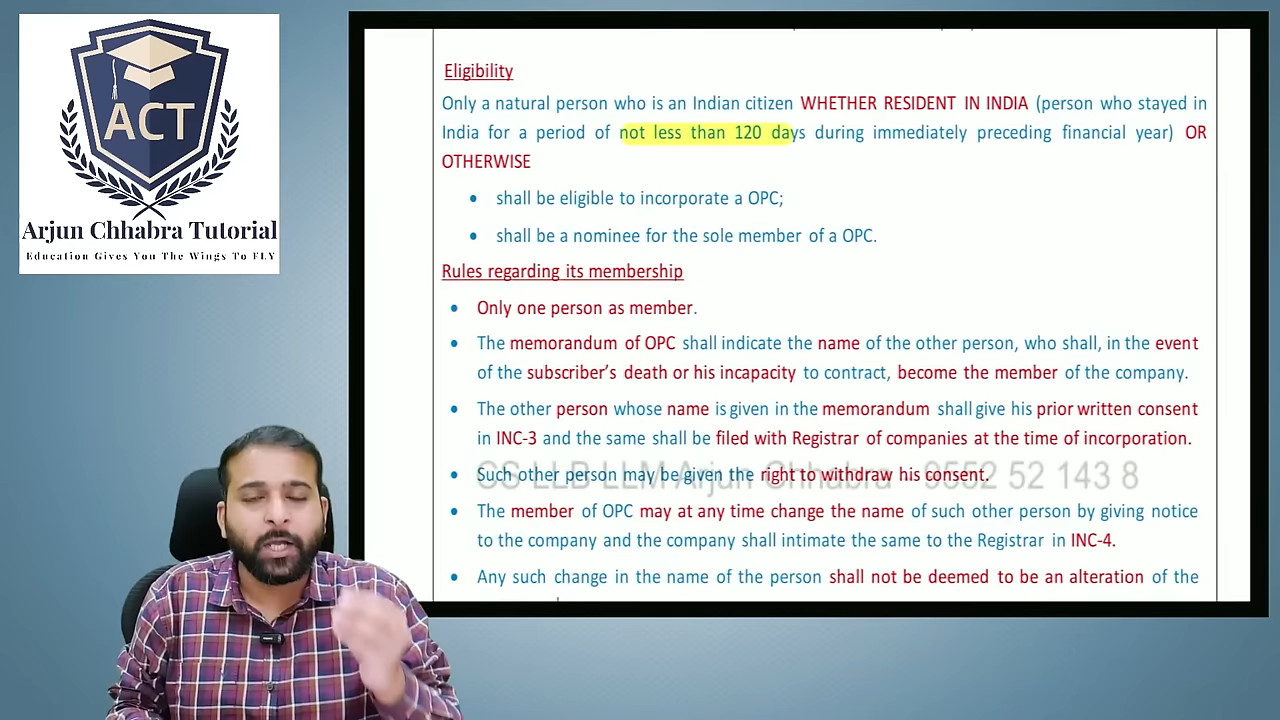 ACT
Arjun Chhabra Tutorial
Education Gives You The Wings To FLY
Eligibility
Only a natural person who is an Indian citizen WHETHER RESIDENT IN INDIA (person who stayed in
India for a period of not less than 120 days during immediately preceding financial year) OR
OTHERWISE
• shall be eligible to incorporate a OPC;
• shall be a nominee for the sole member of a OPC.
Rules regarding its membership
• Only one person as member.
• The memorandum of OPC shall indicate the name of the other person, who shall, in the event
of the subscriber's death or his incapacity to contract, become the member of the company.
• The other person whose name is given in the memorandum shall give his prior written consent
in INC-3 and the same shall be filed with Registrar of companies at the time of incorporation.
• Such other person may be given the right to withdraw his consent.
CS LLB LLM Arjun Chhabra - 9552 52 143 8
• The member of OPC may at any time change the name of such other person by giving notice
to the company and the company shall intimate the same to the Registrar in INC-4.
• Any such change in the name of the person shall not be deemed to be an alteration of the